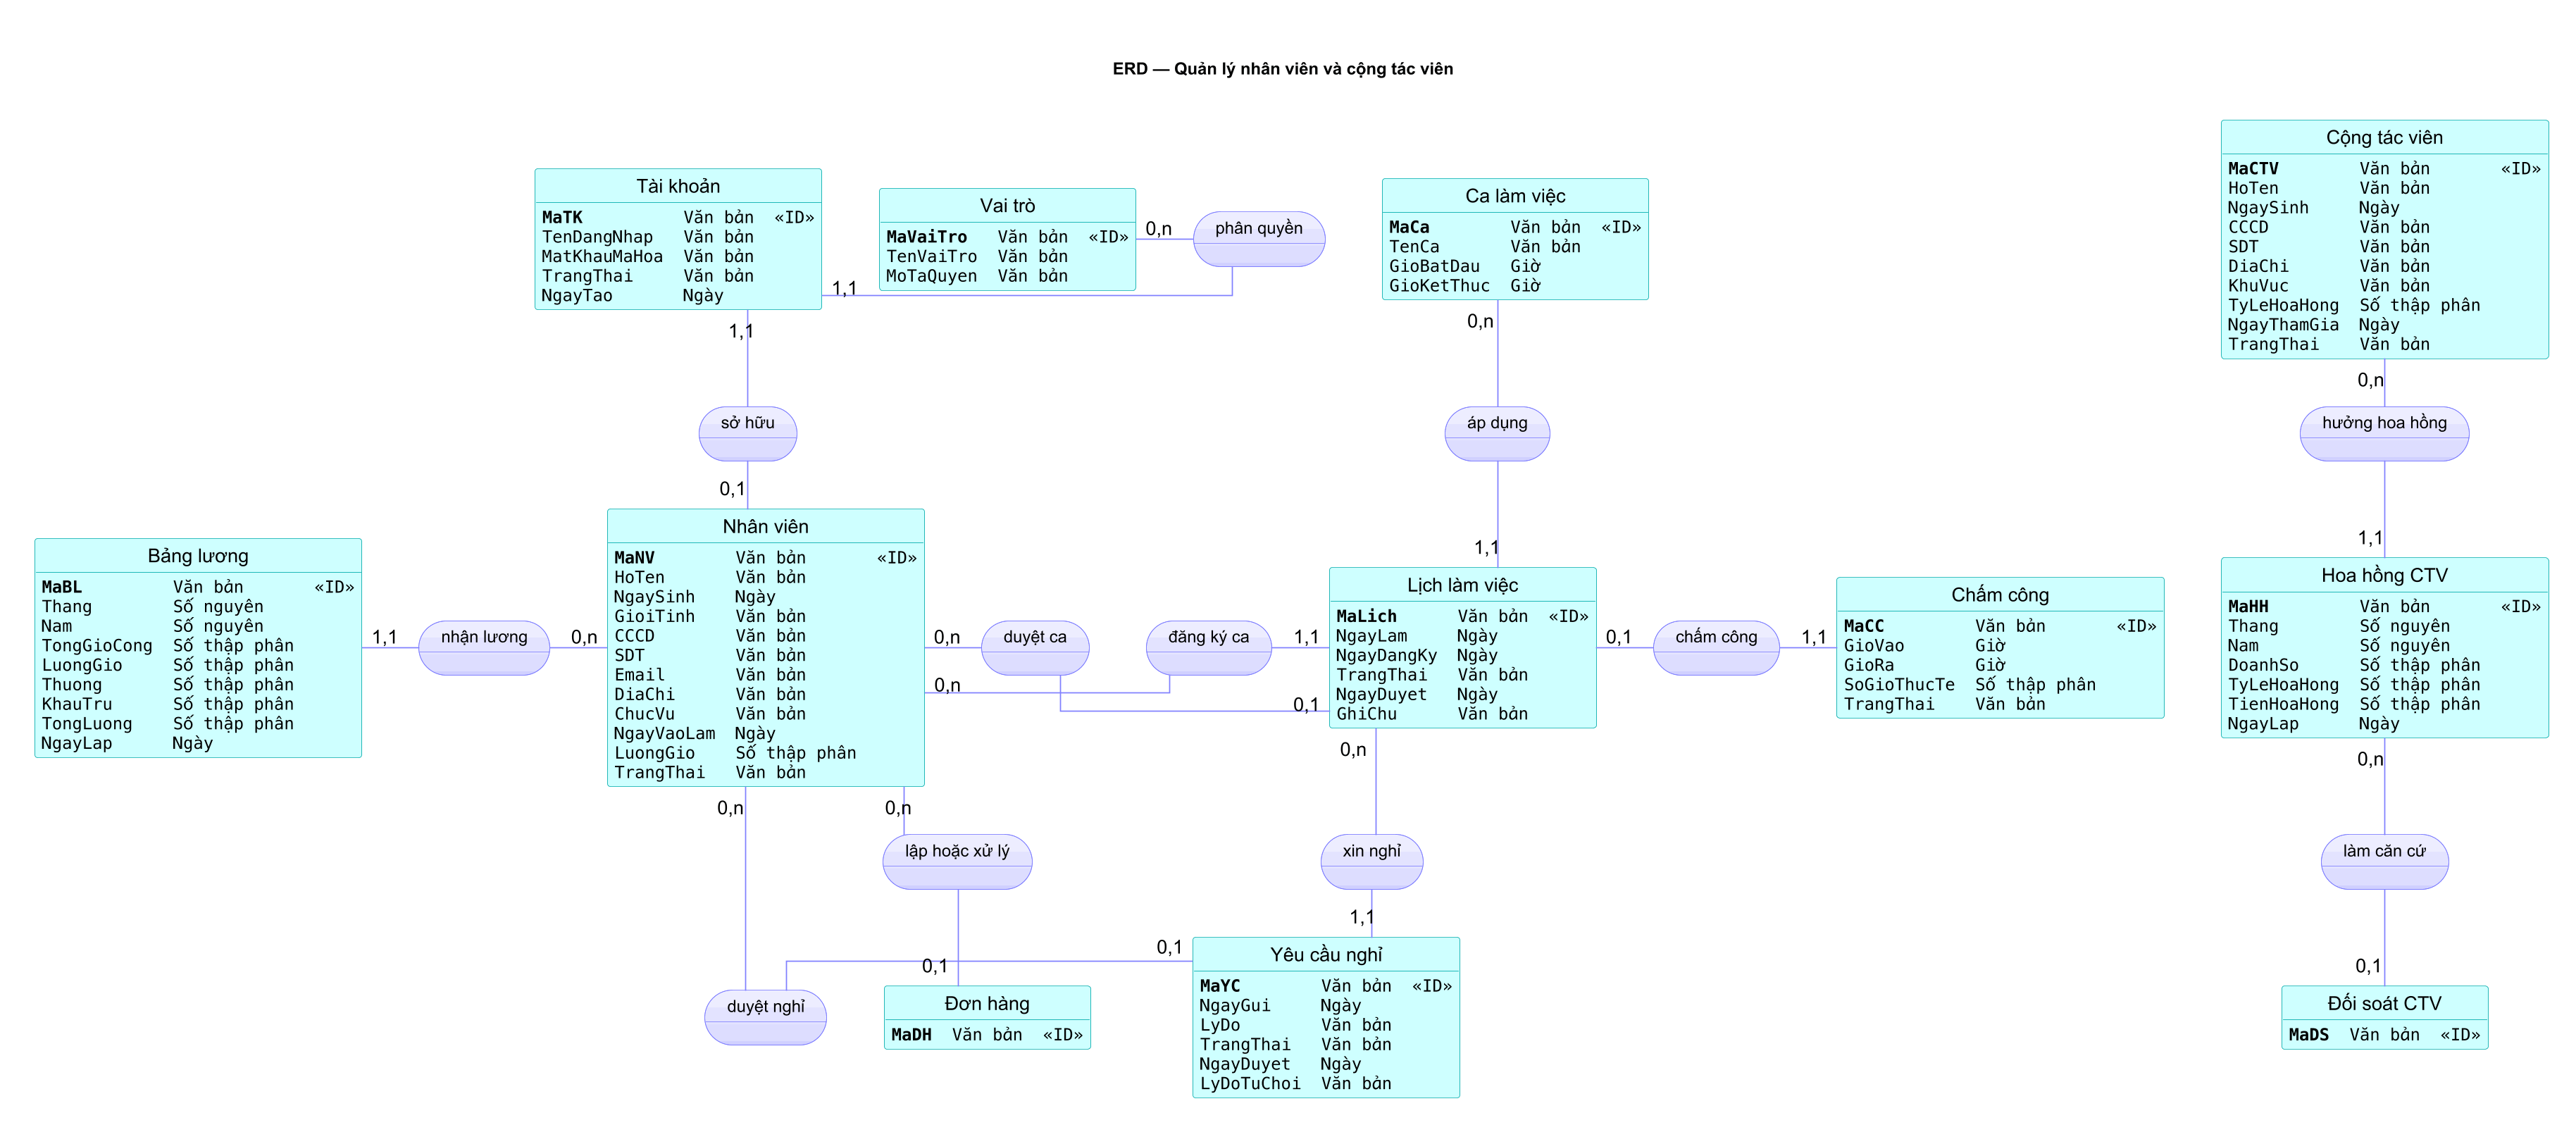 ERD — Quản lý nhân viên và cộng tác viên
Tài khoản
MaTK Văn bản «ID»
TenDangNhap Văn bản
MatKhauMaHoa Văn bản
TrangThai Văn bản
NgayTao Ngày
Vai trò
MaVaiTro Văn bản «ID»
TenVaiTro Văn bản
MoTaQuyen Văn bản
0,n
phân quyền
1,1
Ca làm việc
MaCa Văn bản «ID»
TenCa Văn bản
GioBatDau Giờ
GioKetThuc Giờ
Cộng tác viên
MaCTV Văn bản «ID»
HoTen Văn bản
NgaySinh Ngày
CCCD Văn bản
SDT Văn bản
DiaChi Văn bản
KhuVuc Văn bản
TyLeHoaHong Số thập phân
NgayThamGia Ngày
TrangThai Văn bản
1,1
sở hữu
0,1
0,n
áp dụng
1,1
0,n
hưởng hoa hồng
1,1
Bảng lương
MaBL Văn bản «ID»
Thang Số nguyên
Nam Số nguyên
TongGioCong Số thập phân
LuongGio Số thập phân
Thuong Số thập phân
KhauTru Số thập phân
TongLuong Số thập phân
NgayLap Ngày
1,1
nhận lương
0,n
Nhân viên
MaNV Văn bản «ID»
HoTen Văn bản
NgaySinh Ngày
GioiTinh Văn bản
CCCD Văn bản
SDT Văn bản
Email Văn bản
DiaChi Văn bản
ChucVu Văn bản
NgayVaoLam Ngày
LuongGio Số thập phân
TrangThai Văn bản
0,n
duyệt ca
0,1
đăng ký ca
1,1
0,n
Lịch làm việc
MaLich Văn bản «ID»
NgayLam Ngày
NgayDangKy Ngày
TrangThai Văn bản
NgayDuyet Ngày
GhiChu Văn bản
0,1
chấm công
1,1
Chấm công
MaCC Văn bản «ID»
GioVao Giờ
GioRa Giờ
SoGioThucTe Số thập phân
TrangThai Văn bản
Hoa hồng CTV
MaHH Văn bản «ID»
Thang Số nguyên
Nam Số nguyên
DoanhSo Số thập phân
TyLeHoaHong Số thập phân
TienHoaHong Số thập phân
NgayLap Ngày
0,n
0,n
lập hoặc xử lý
0,1
0,n
xin nghỉ
1,1
0,n
làm căn cứ
0,1
0,1
duyệt nghỉ
Đơn hàng
MaDH Văn bản «ID»
Yêu cầu nghỉ
MaYC Văn bản «ID»
NgayGui Ngày
LyDo Văn bản
TrangThai Văn bản
NgayDuyet Ngày
LyDoTuChoi Văn bản
Đối soát CTV
MaDS Văn bản «ID»